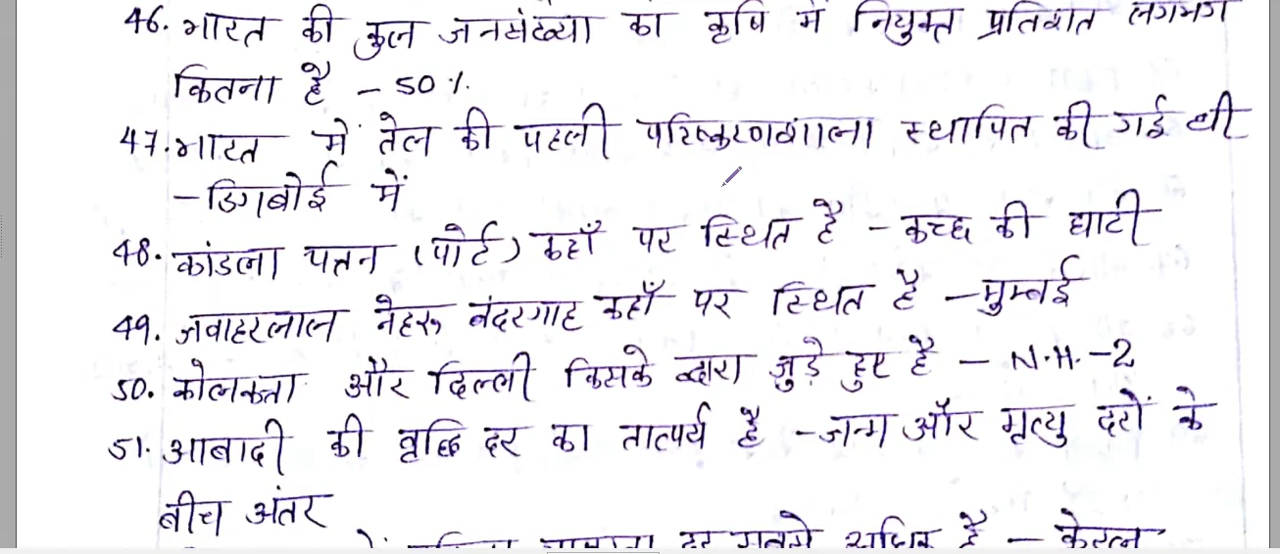 46. भारत की कुल जनसंख्या का कृषि में नियुक्त प्रतिशत लगभग
कितना है - 50%
47. भारत में तेल की पहली परिष्करणशाला स्थापित की गई थी
- डिगबोई में
48. कांडला पत्तन (पोर्ट) कहाँ पर स्थित है - कच्छ की घाटी
49. जवाहरलाल नेहरू बंदरगाह कहाँ पर स्थित है - मुम्बई
50. कोलकत्ता और दिल्ली किसके द्वारा जुड़े हुए है - N.H.-2
51. आबादी की वृद्धि दर का तात्पर्य है - जन्म और मृत्यु दरों के
बीच अंतर
है - केरल